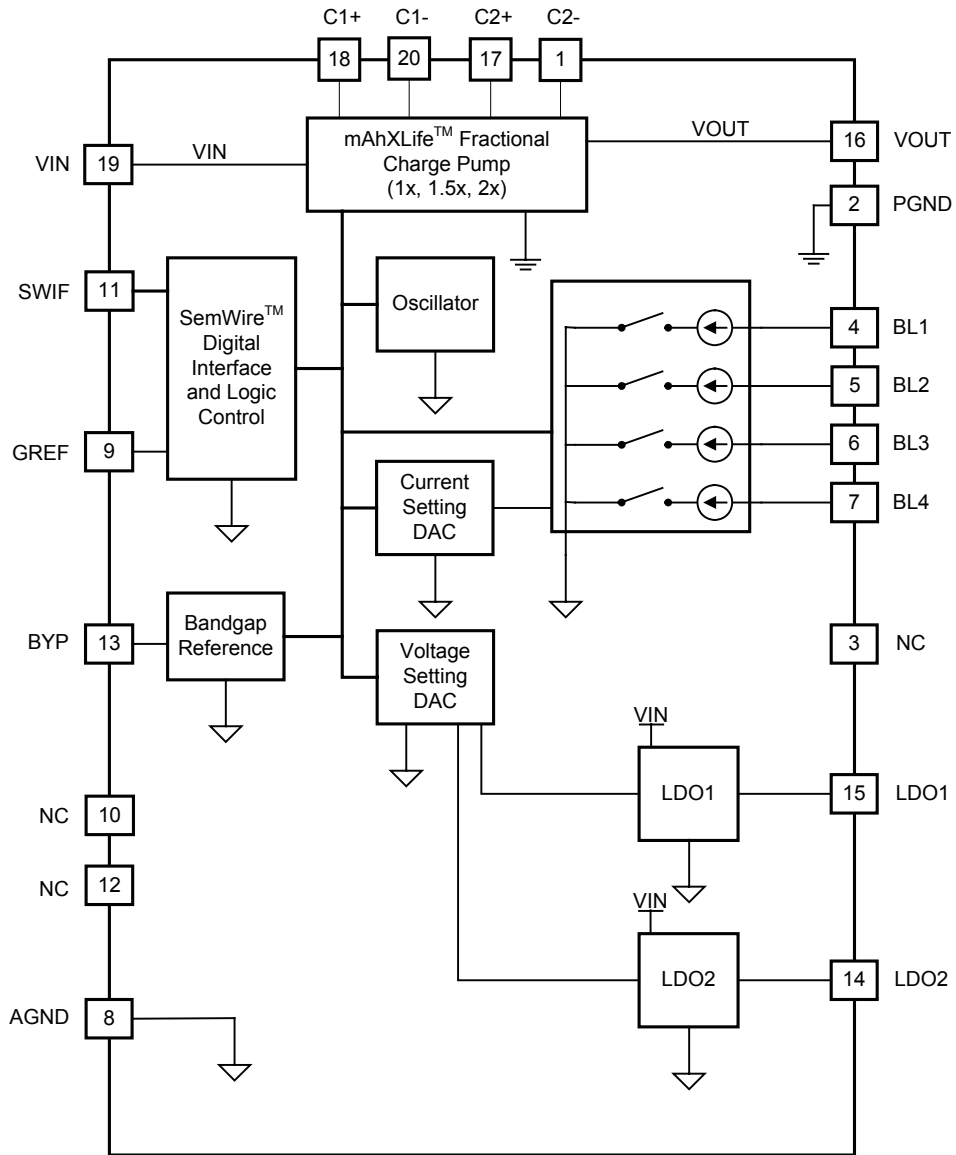 C1+ C1- C2+ C2-
18 20 17 1
mAhXLife™ Fractional
Charge Pump
(1x, 1.5x, 2x)
VIN 19 VIN
VOUT 16 VOUT
2 PGND
SWIF 11
SemWire™
Digital
Interface
and Logic
Control
GREF 9
Oscillator
4 BL1
5 BL2
6 BL3
7 BL4
Current
Setting
DAC
BYP 13
Bandgap
Reference
Voltage
Setting
DAC
3 NC
VIN
LDO1
15 LDO1
NC 10
NC 12
VIN
LDO2
14 LDO2
AGND 8